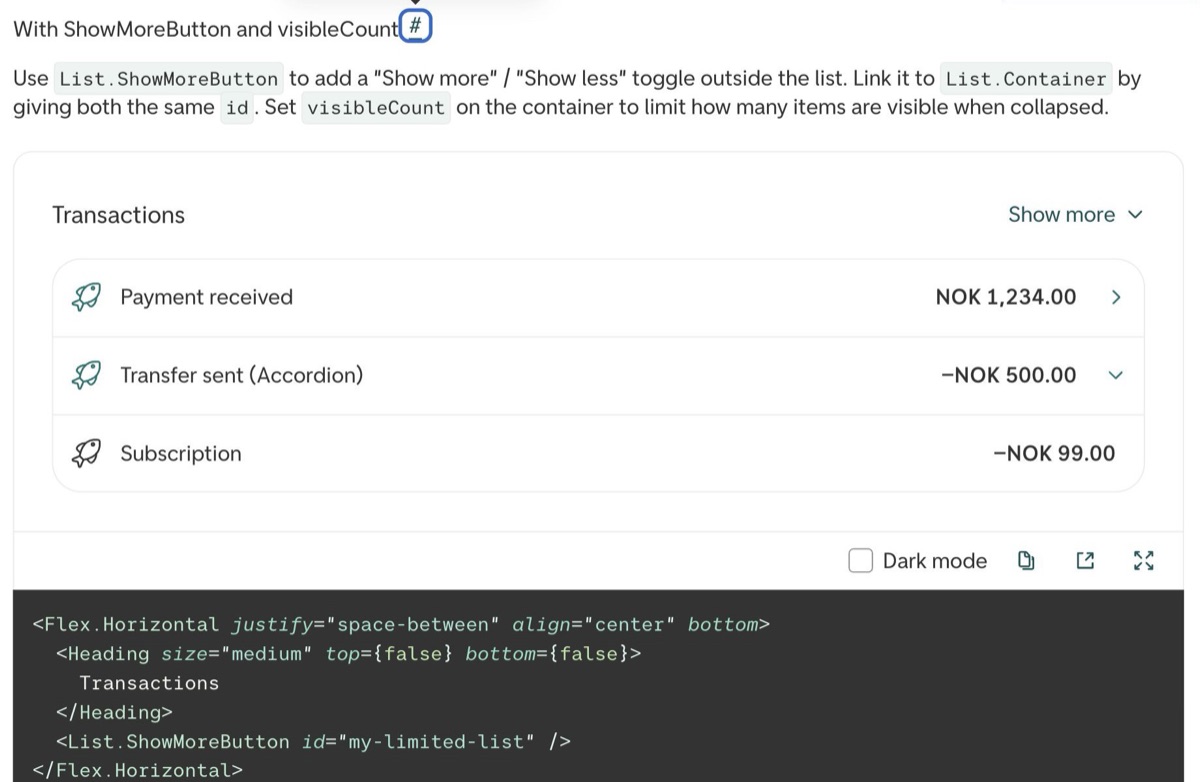 With ShowMoreButton and visibleCount #
Use List.ShowMoreButton to add a "Show more" / "Show less" toggle outside the list. Link it to List.Container by
giving both the same id. Set visibleCount on the container to limit how many items are visible when collapsed.
Transactions Show more
Payment received NOK 1,234.00
Transfer sent (Accordion) −NOK 500.00
Subscription −NOK 99.00
Dark mode
<Flex.Horizontal justify="space-between" align="center" bottom>
  <Heading size="medium" top={false} bottom={false}>
    Transactions
  </Heading>
  <List.ShowMoreButton id="my-limited-list" />
</Flex.Horizontal>